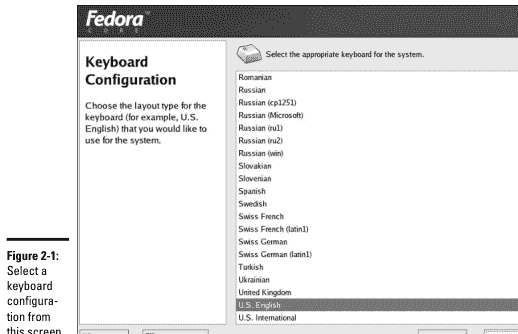 Fedora
CORE
Keyboard
Configuration
Choose the layout type for the
keyboard (for example, U.S.
English) that you would like to
use for the system.
Select the appropriate keyboard for the system.
Romanian
Russian
Russian (cp1251)
Russian (Microsoft)
Russian (ru1)
Russian (ru2)
Russian (win)
Slovakian
Slovenian
Spanish
Swedish
Swiss French
Swiss French (latin1)
Swiss German
Swiss German (latin1)
Turkish
Ukrainian
United Kingdom
U.S. English
U.S. International
Figure 2-1:
Select a
keyboard
configura-
tion from
this screen